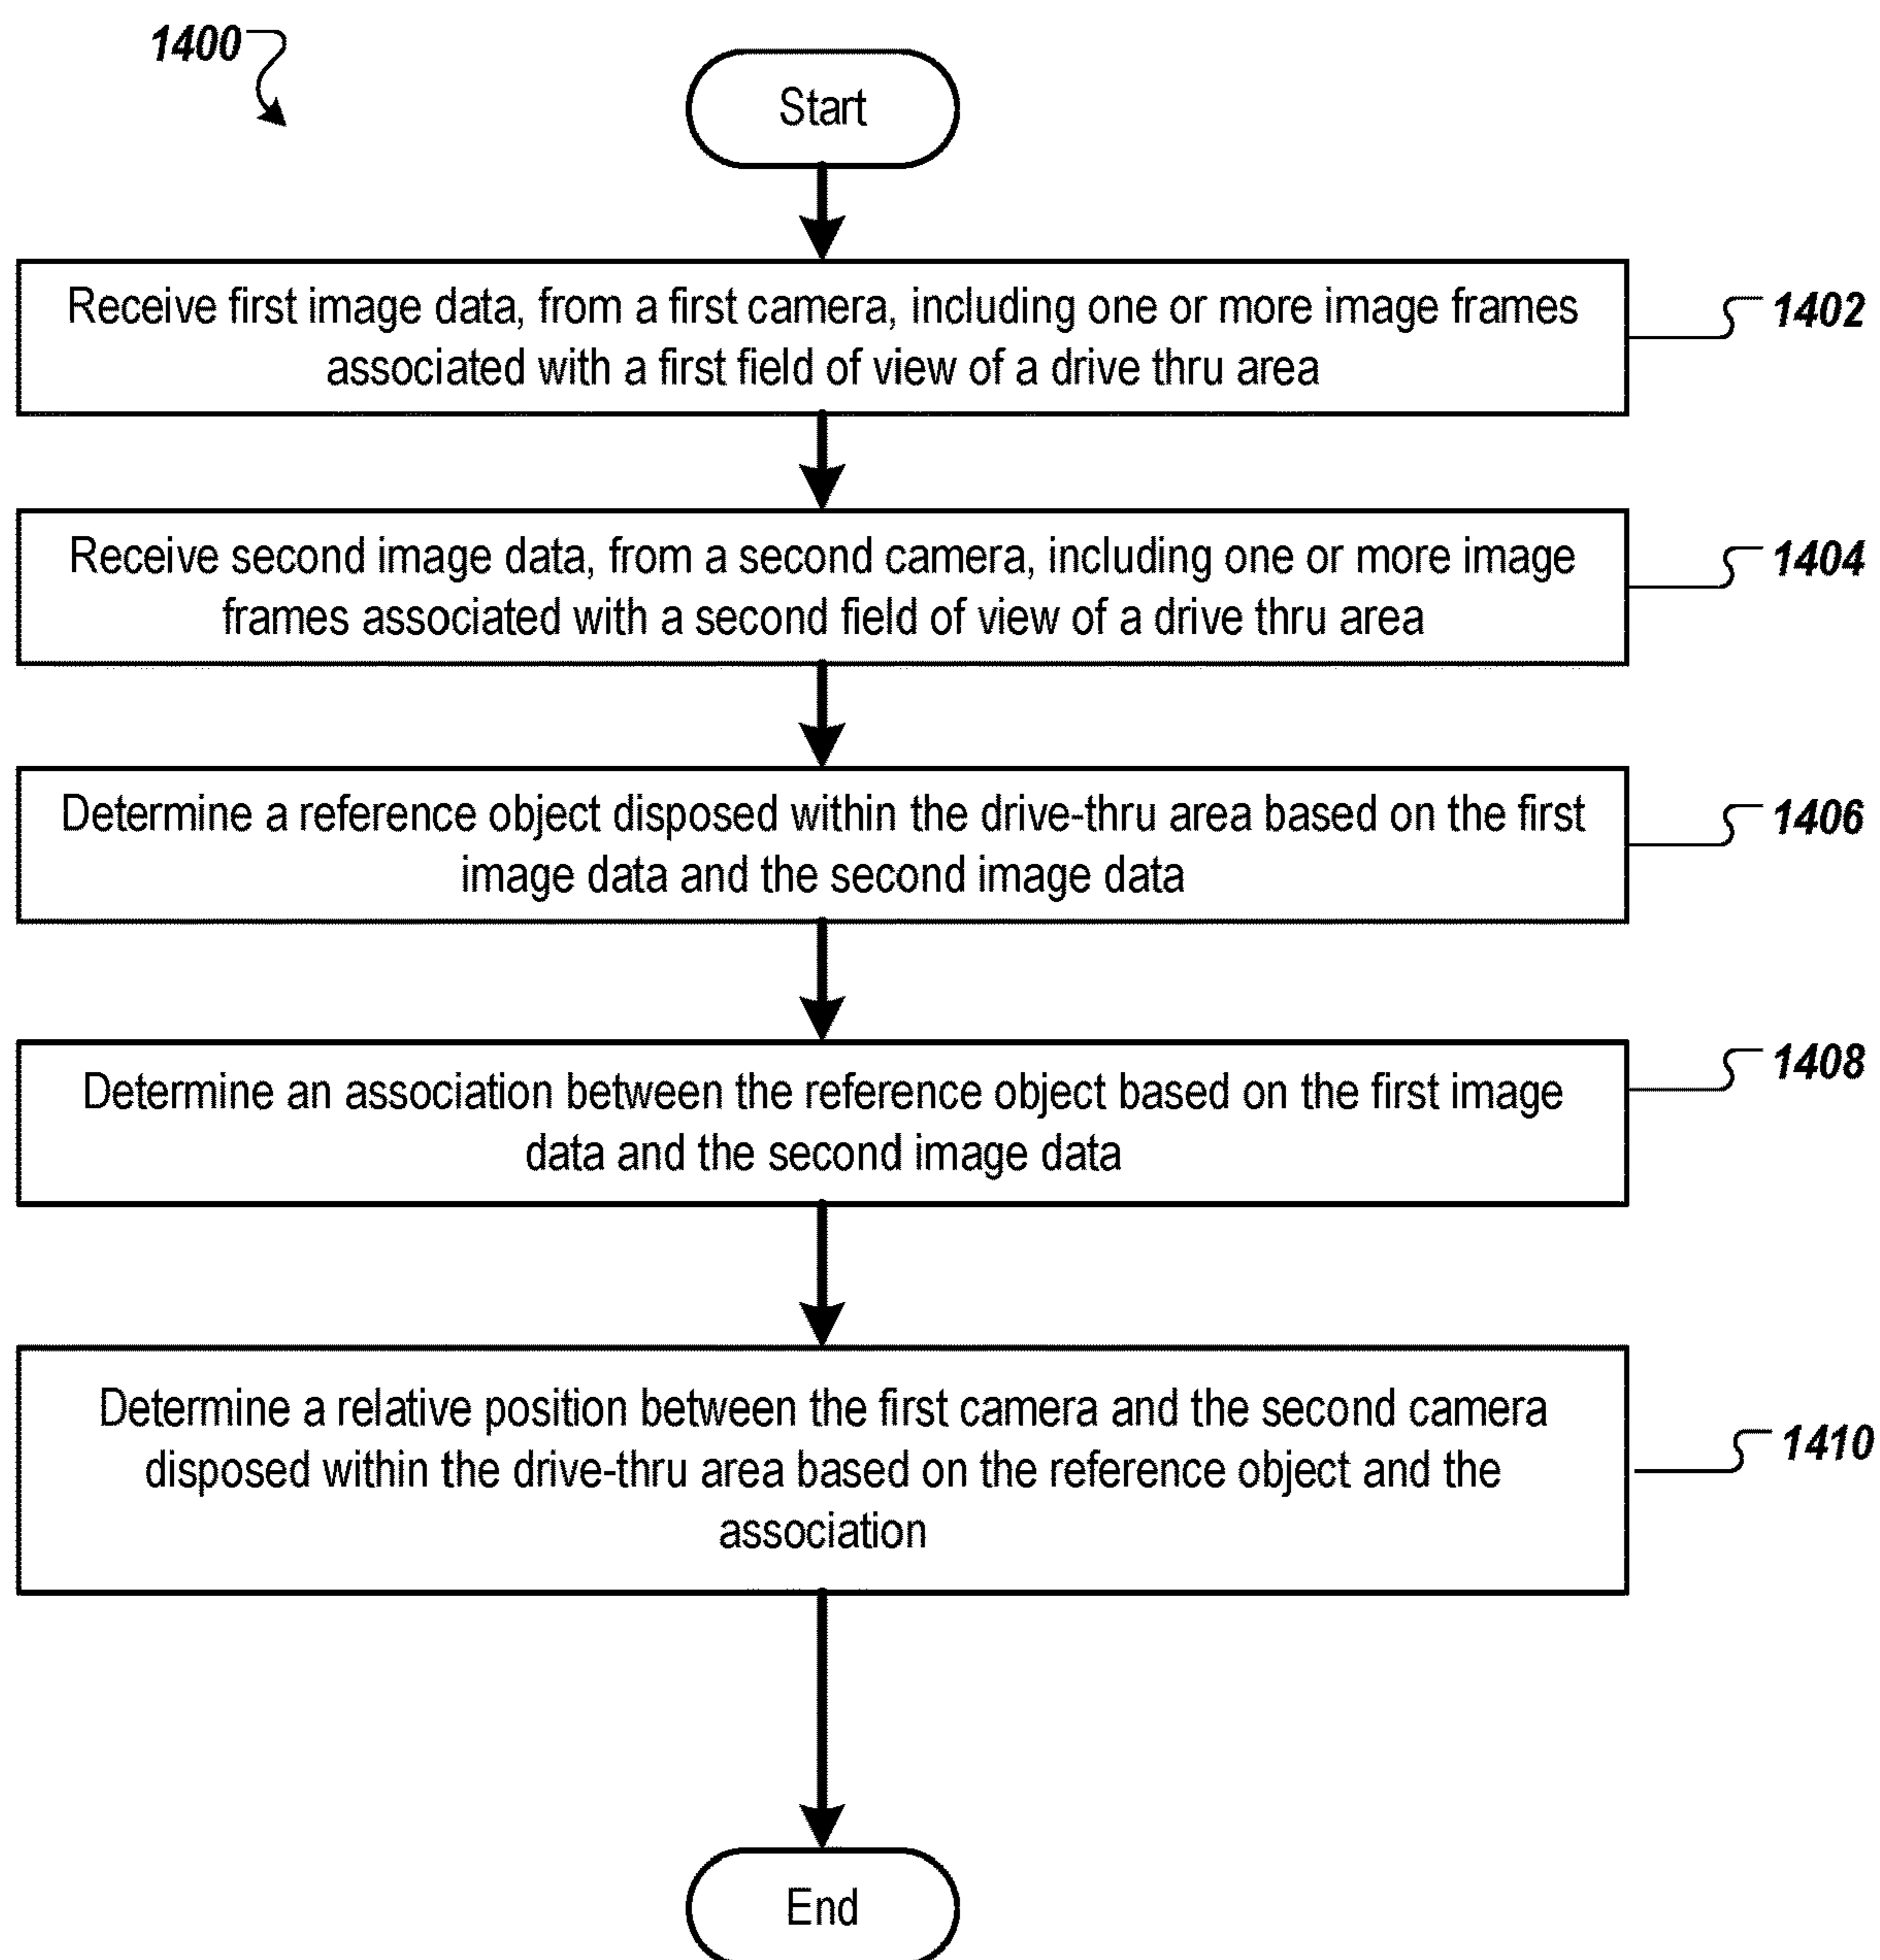 1400
Start
Receive first image data, from a first camera, including one or more image frames
associated with a first field of view of a drive thru area
1402
Receive second image data, from a second camera, including one or more image
frames associated with a second field of view of a drive thru area
1404
Determine a reference object disposed within the drive-thru area based on the first
image data and the second image data
1406
Determine an association between the reference object based on the first image
data and the second image data
1408
Determine a relative position between the first camera and the second camera
disposed within the drive-thru area based on the reference object and the
association
1410
End